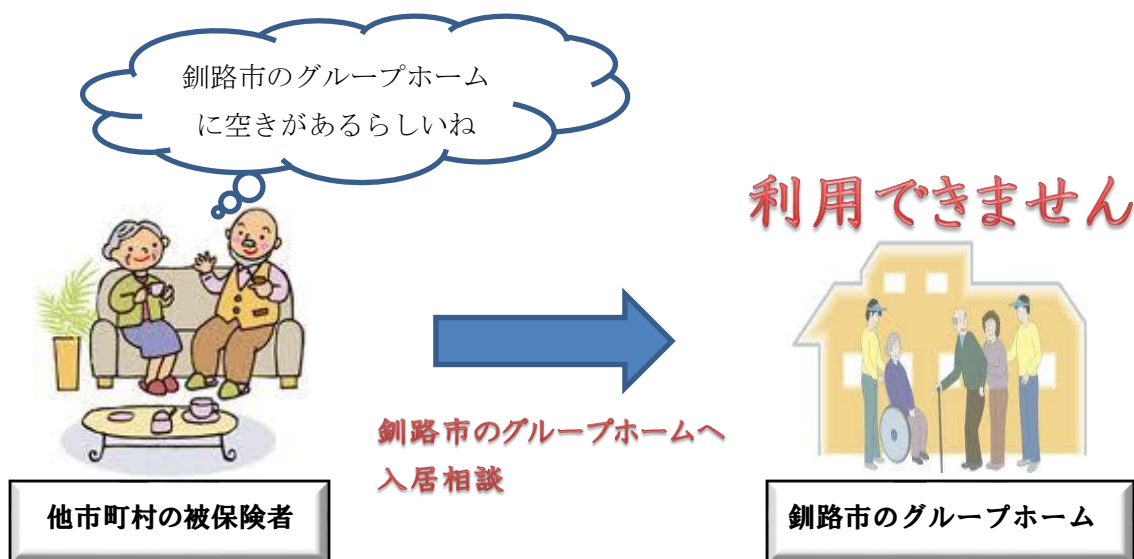 釧路市のグループホーム
に空きがあるらしいね
利用できません
釧路市のグループホームへ
入居相談
他市町村の被保険者
釧路市のグループホーム